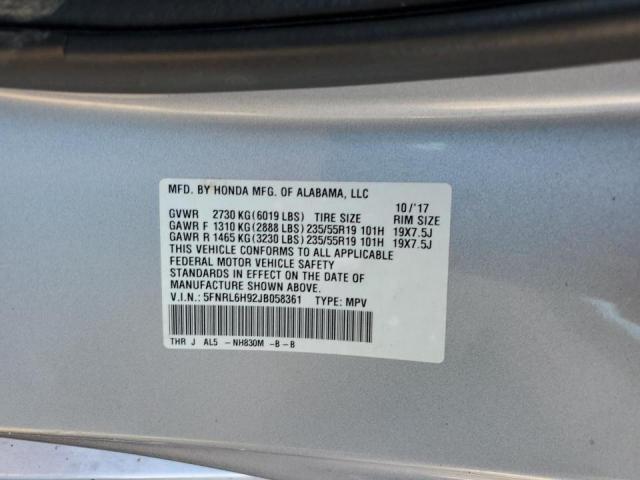 MFD. BY HONDA MFG. OF ALABAMA, LLC 10/'17
GVWR 2730 KG (6019 LBS) TIRE SIZE RIM SIZE
GAWR F 1310 KG (2888 LBS) 235/55R19 101H 19X7.5J
GAWR R 1465 KG (3230 LBS) 235/55R19 101H 19X7.5J
THIS VEHICLE CONFORMS TO ALL APPLICABLE
FEDERAL MOTOR VEHICLE SAFETY
STANDARDS IN EFFECT ON THE DATE OF
MANUFACTURE SHOWN ABOVE.
V.I.N.: 5FNRL6H92JB058361 TYPE: MPV
THR J AL5 -NH830M -B-B